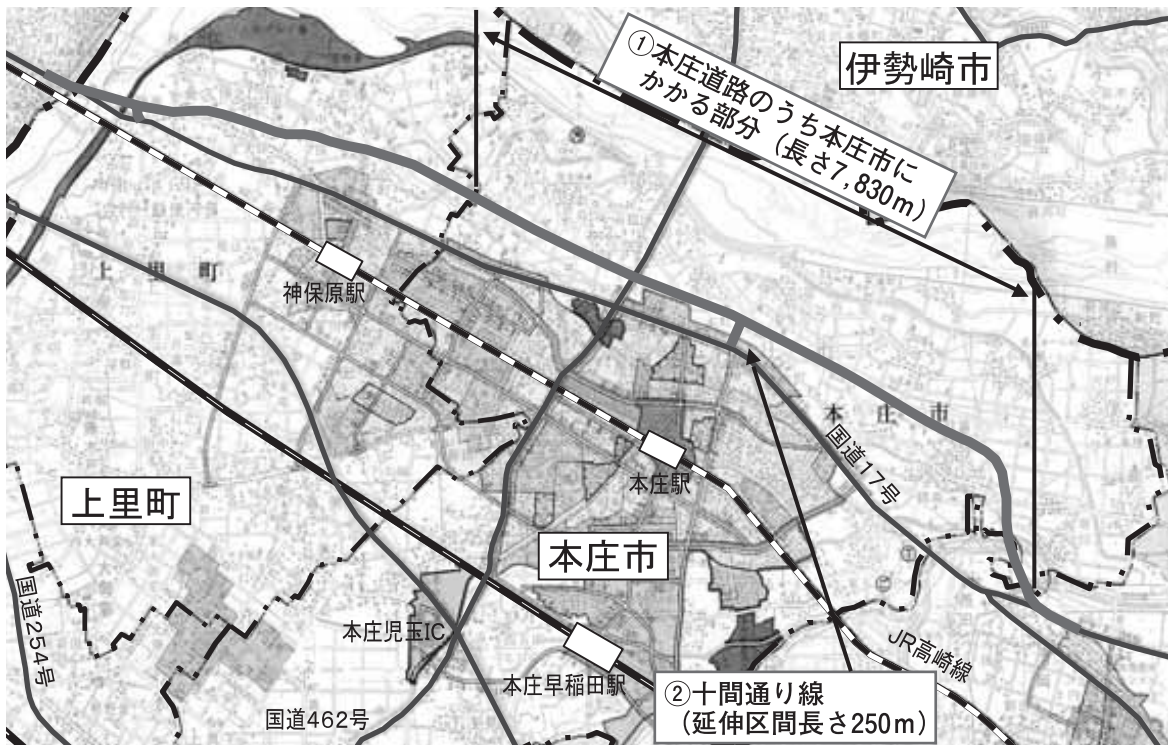 ①本庄道路のうち本庄市に
かかる部分（長さ7,830m）
伊勢崎市
上里町
神保原駅
本庄市
国道17号
本庄駅
上里町
本庄市
国道254号
本庄児玉IC
本庄早稲田駅
国道462号
JR高崎線
②十間通り線
（延伸区間長さ250m）